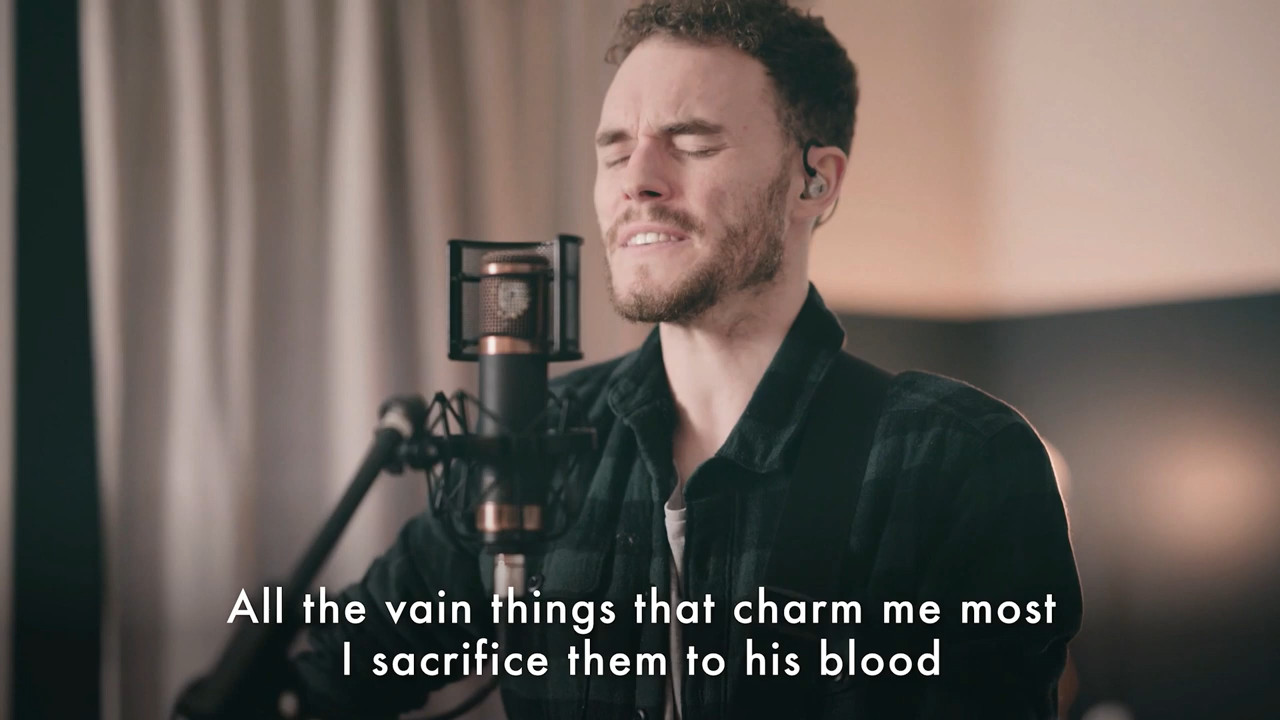 All the vain things that charm me most
I sacrifice them to his blood